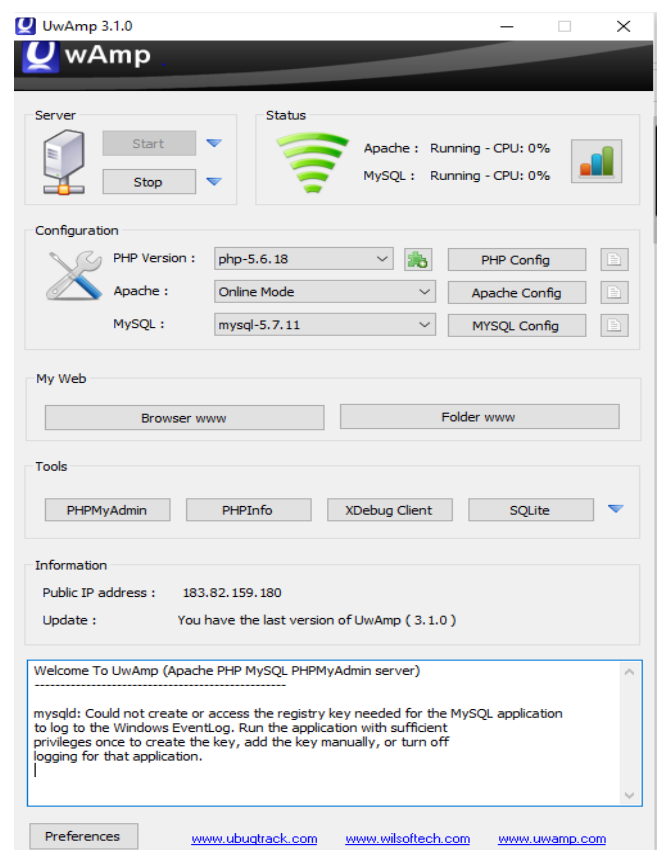 UwAmp 3.1.0
UwAmp
Server
Status
Start
Stop
Apache : Running - CPU: 0%
MySQL : Running - CPU: 0%
Configuration
PHP Version : php-5.6.18 PHP Config
Apache : Online Mode Apache Config
MySQL : mysql-5.7.11 MYSQL Config
My Web
Browser www Folder www
Tools
PHPMyAdmin PHPInfo XDebug Client SQLite
Information
Public IP address : 183.82.159.180
Update : You have the last version of UwAmp ( 3.1.0 )
Welcome To UwAmp (Apache PHP MySQL PHPMyAdmin server)
------------------------------------------------
mysqld: Could not create or access the registry key needed for the MySQL application
to log to the Windows EventLog. Run the application with sufficient
privileges once to create the key, add the key manually, or turn off
logging for that application.
Preferences www.ubugtrack.com www.wilsoftech.com www.uwamp.com